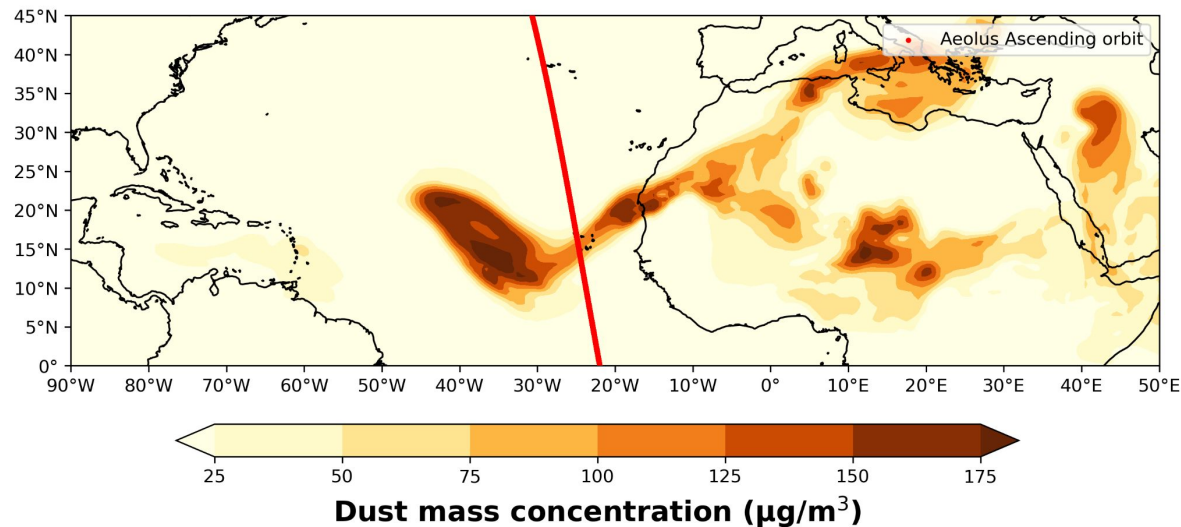 45°N
40°N
35°N
30°N
25°N
20°N
15°N
10°N
5°N
0°
Aeolus Ascending orbit
90°W 80°W 70°W 60°W 50°W 40°W 30°W 20°W 10°W 0° 10°E 20°E 30°E 40°E 50°E
25 50 75 100 125 150 175
Dust mass concentration (µg/m³)